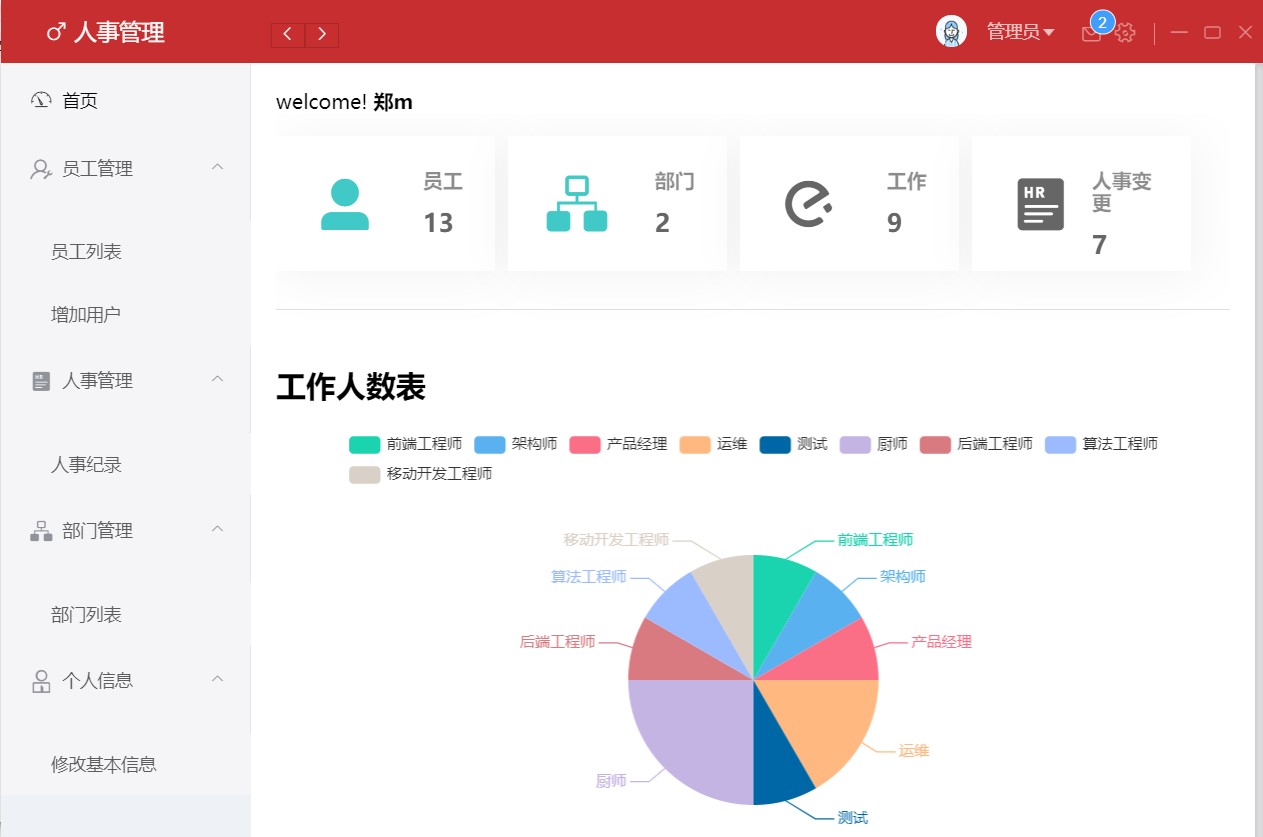 人事管理
管理员
2
首页
员工管理
员工列表
增加用户
人事管理
人事纪录
部门管理
部门列表
个人信息
修改基本信息
welcome! 郑m
员工
13
部门
2
工作
9
HR
人事变
更
7
工作人数表
前端工程师 架构师 产品经理 运维 测试 厨师 后端工程师 算法工程师
移动开发工程师
移动开发工程师
前端工程师
算法工程师
架构师
后端工程师
产品经理
运维
厨师
测试